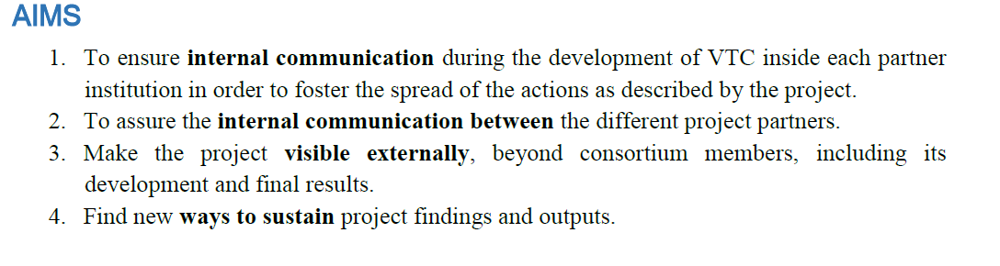 AIMS
1. To ensure internal communication during the development of VTC inside each partner
institution in order to foster the spread of the actions as described by the project.
2. To assure the internal communication between the different project partners.
3. Make the project visible externally, beyond consortium members, including its
development and final results.
4. Find new ways to sustain project findings and outputs.